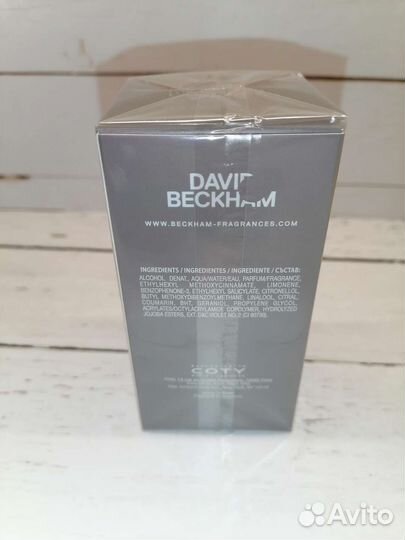 DAVID
BECKHAM
WWW.BECKHAM-FRAGRANCES.COM
INGREDIENTS / INGREDIENTES / INGREDIENTE / СЪСТАВ:
ALCOHOL DENAT., AQUA/WATER/EAU, PARFUM/FRAGRANCE,
ETHYLHEXYL METHOXYCINNAMATE, LIMONENE,
BENZOPHENONE-3, ETHYLHEXYL SALICYLATE, CITRONELLOL,
BUTYL METHOXYDIBENZOYLMETHANE, LINALOOL, CITRAL,
COUMARIN, BHT, GERANIOL, PROPYLENE GLYCOL,
ACRYLATES/OCTYLACRYLAMIDE COPOLYMER, HYDROLYZED
JOJOBA ESTERS, EXT. D&C VIOLET NO. 2 (CI 60730).
COTY
Avito